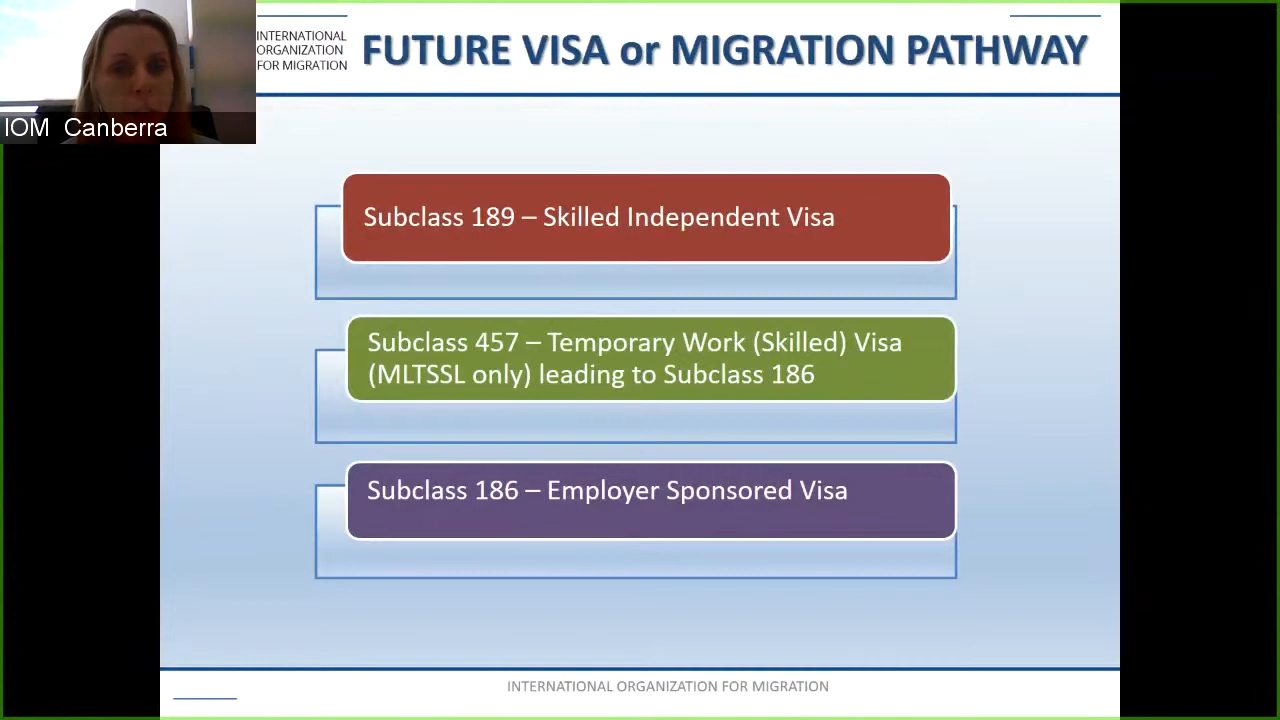 INTERNATIONAL
ORGANIZATION
FOR MIGRATION
FUTURE VISA or MIGRATION PATHWAY
IOM Canberra
Subclass 189 – Skilled Independent Visa
Subclass 457 – Temporary Work (Skilled) Visa
(MLTSSL only) leading to Subclass 186
Subclass 186 – Employer Sponsored Visa
INTERNATIONAL ORGANIZATION FOR MIGRATION